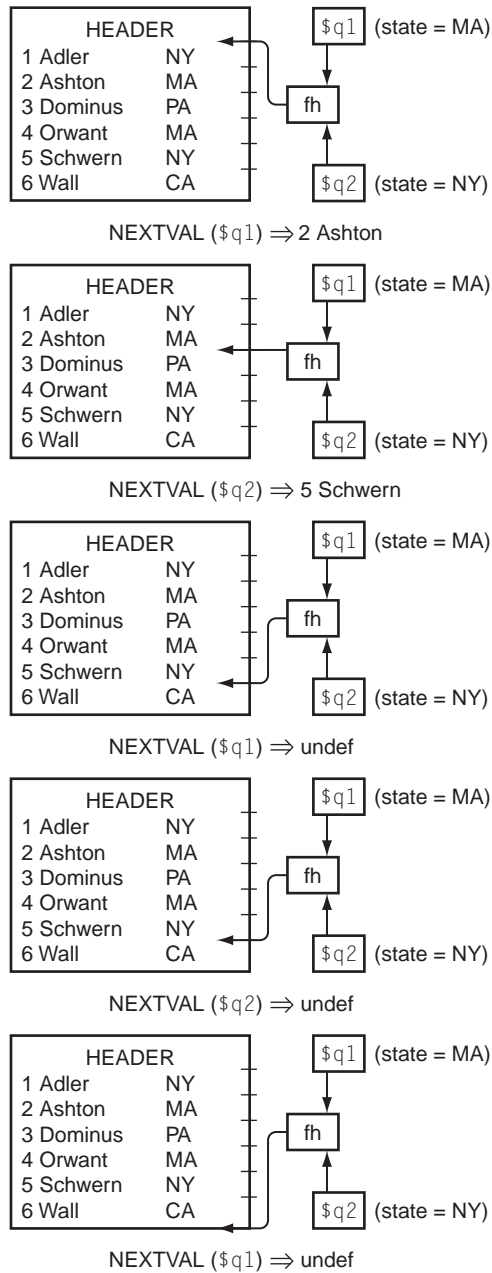 HEADER $q1 (state = MA)
1 Adler NY
2 Ashton MA
3 Dominus PA fh
4 Orwant MA
5 Schwern NY
6 Wall CA $q2 (state = NY)
NEXTVAL ($q1) ⇒ 2 Ashton
HEADER $q1 (state = MA)
1 Adler NY
2 Ashton MA
3 Dominus PA fh
4 Orwant MA
5 Schwern NY
6 Wall CA $q2 (state = NY)
NEXTVAL ($q2) ⇒ 5 Schwern
HEADER $q1 (state = MA)
1 Adler NY
2 Ashton MA
3 Dominus PA fh
4 Orwant MA
5 Schwern NY
6 Wall CA $q2 (state = NY)
NEXTVAL ($q1) ⇒ undef
HEADER $q1 (state = MA)
1 Adler NY
2 Ashton MA
3 Dominus PA fh
4 Orwant MA
5 Schwern NY
6 Wall CA $q2 (state = NY)
NEXTVAL ($q2) ⇒ undef
HEADER $q1 (state = MA)
1 Adler NY
2 Ashton MA
3 Dominus PA fh
4 Orwant MA
5 Schwern NY
6 Wall CA $q2 (state = NY)
NEXTVAL ($q1) ⇒ undef